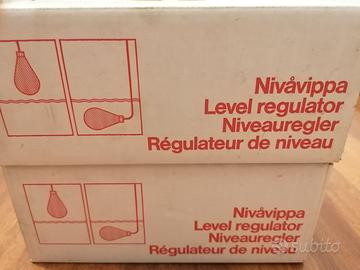 Nivåvippa
Level regulator
Niveauregler
Régulateur de niveau
Nivåvippa
Level regulator
Niveauregler
Régulateur de niveau
subito